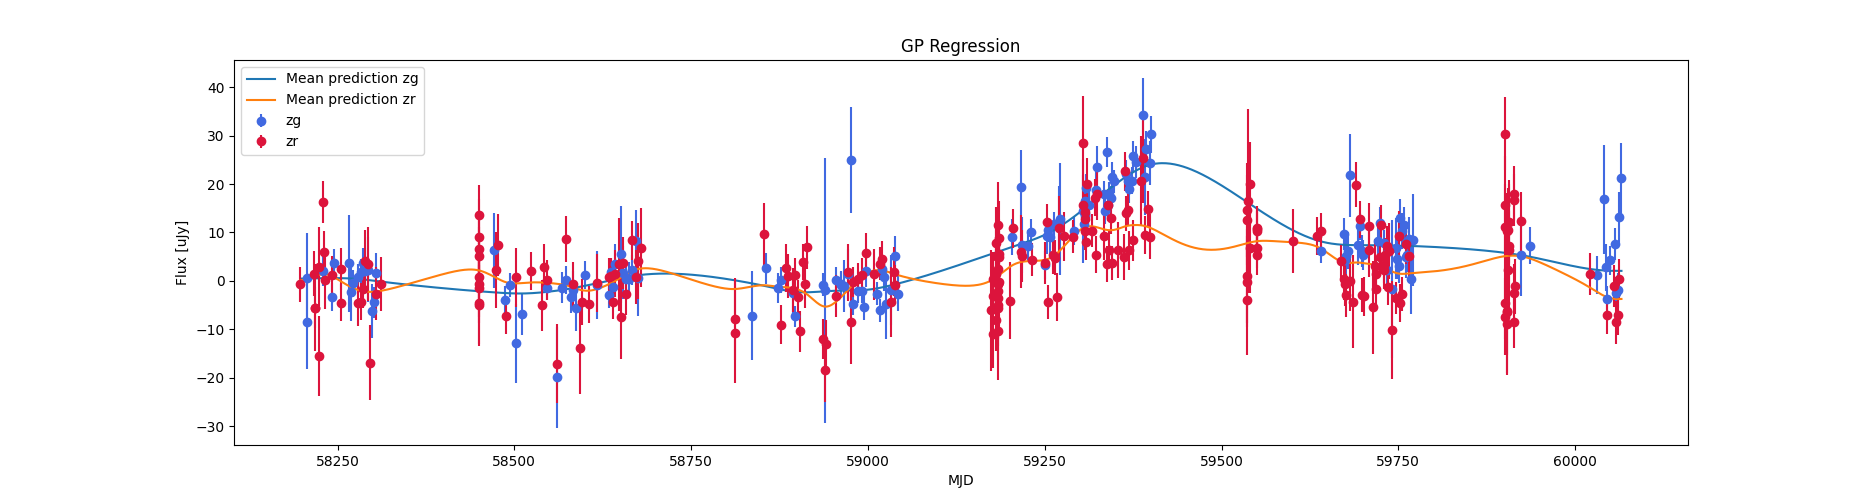 GP Regression
Mean prediction zg
Mean prediction zr
zg
zr
Flux [uJy]
40
30
20
10
0
−10
−20
−30
58250 58500 58750 59000 59250 59500 59750 60000
MJD